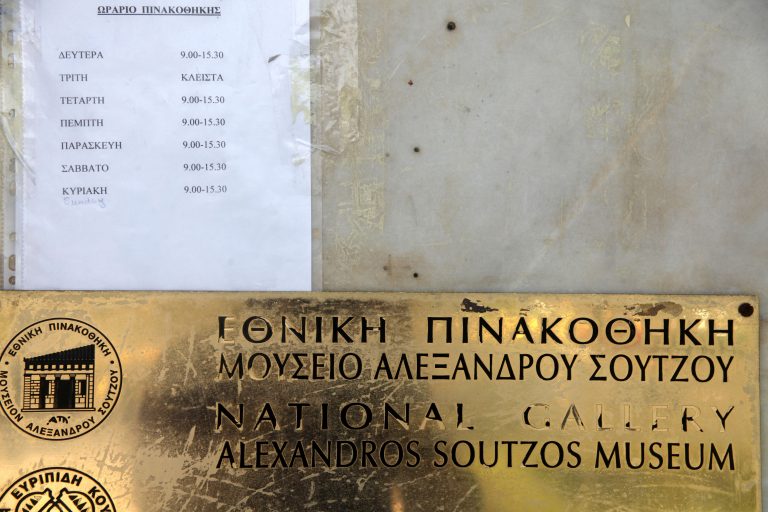 ΩΡΑΡΙΟ ΠΙΝΑΚΟΘΗΚΗΣ
ΔΕΥΤΕΡΑ 9.00-15.30
ΤΡΙΤΗ ΚΛΕΙΣΤΑ
ΤΕΤΑΡΤΗ 9.00-15.30
ΠΕΜΠΤΗ 9.00-15.30
ΠΑΡΑΣΚΕΥΗ 9.00-15.30
ΣΑΒΒΑΤΟ 9.00-15.30
ΚΥΡΙΑΚΗ 9.00-15.30
ΕΘΝΙΚΗ ΠΙΝΑΚΟΘΗΚΗ
ΜΟΥΣΕΙΟ ΑΛΕΞΑΝΔΡΟΥ ΣΟΥΤΖΟΥ
NATIONAL GALLERY
ALEXANDROS SOUTZOS MUSEUM
ΕΘΝΙΚΗ ΠΙΝΑΚΟΘΗΚΗ
ΜΟΥΣΕΙΟΝ ΑΛΕΞΑΝΔΡΟΥ ΣΟΥΤΖΟΥ
ΕΥΡΙΠΙΔΗ